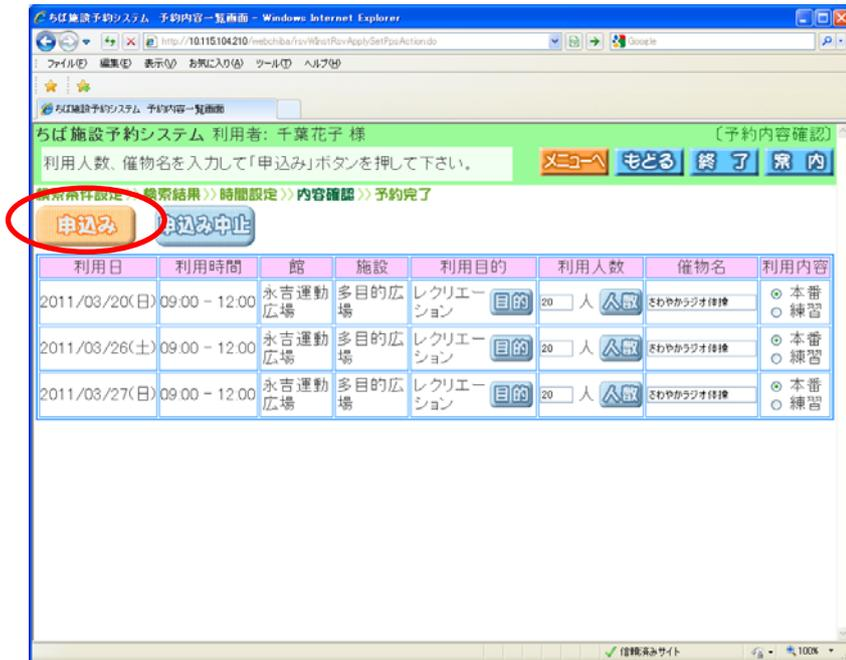 ちば施設予約システム 予約内容一覧画面 - Windows Internet Explorer
http://10.115.104.210/webchiba/rsvWInstRsvApplySetPpsAction.do
Google
ファイル(F) 編集(E) 表示(V) お気に入り(A) ツール(T) ヘルプ(H)
ちば施設予約システム 予約内容一覧画面
ちば施設予約システム 利用者: 千葉花子 様 〔予約内容確認〕
利用人数、催物名を入力して「申込み」ボタンを押して下さい。 メニューへ もどる 終 了 案 内
検索条件設定>>検索結果>>時間設定>>内容確認>>予約完了
申込み 申込み中止
利用日 利用時間 館 施設 利用目的 利用人数 催物名 利用内容
2011/03/20(日) 09:00 - 12:00 永吉運動広場 多目的広場 レクリエーション 目的 20 人 人数 さわやかラジオ体操 本番 練習
2011/03/26(土) 09:00 - 12:00 永吉運動広場 多目的広場 レクリエーション 目的 20 人 人数 さわやかラジオ体操 本番 練習
2011/03/27(日) 09:00 - 12:00 永吉運動広場 多目的広場 レクリエーション 目的 20 人 人数 さわやかラジオ体操 本番 練習
信頼済みサイト 100%